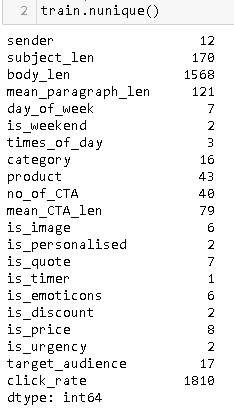 2 train.nunique()
sender 12
subject_len 170
body_len 1568
mean_paragraph_len 121
day_of_week 7
is_weekend 2
times_of_day 3
category 16
product 43
no_of_CTA 40
mean_CTA_len 79
is_image 6
is_personalised 2
is_quote 7
is_timer 1
is_emoticons 6
is_discount 2
is_price 8
is_urgency 2
target_audience 17
click_rate 1810
dtype: int64